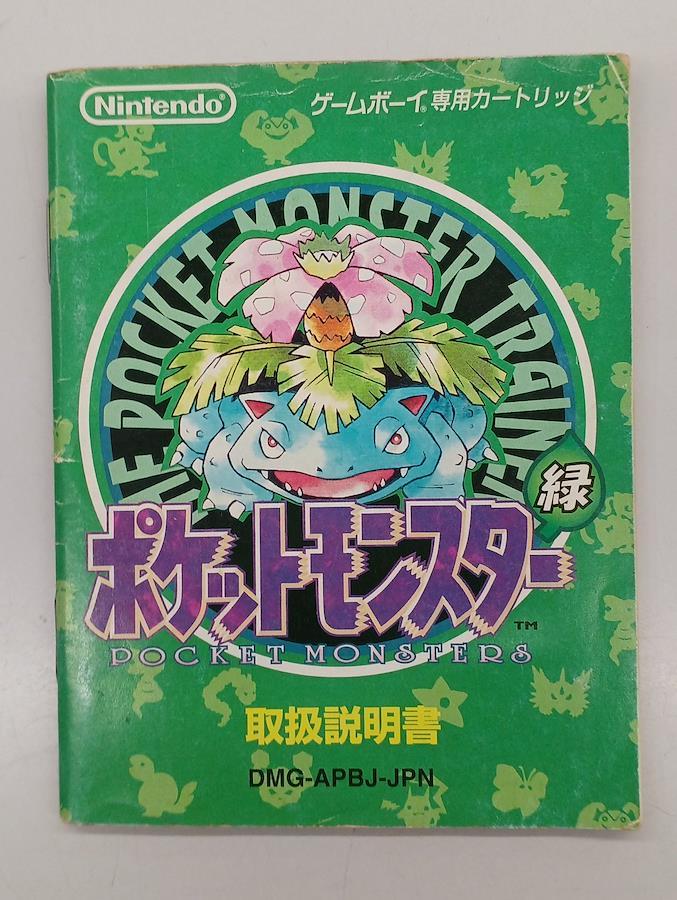 Nintendo®
ゲームボーイ®専用カートリッジ
THE POCKET MONSTER TRAINER
緑
ポケットモンスター
TM
POCKET MONSTERS
取扱説明書
DMG-APBJ-JPN